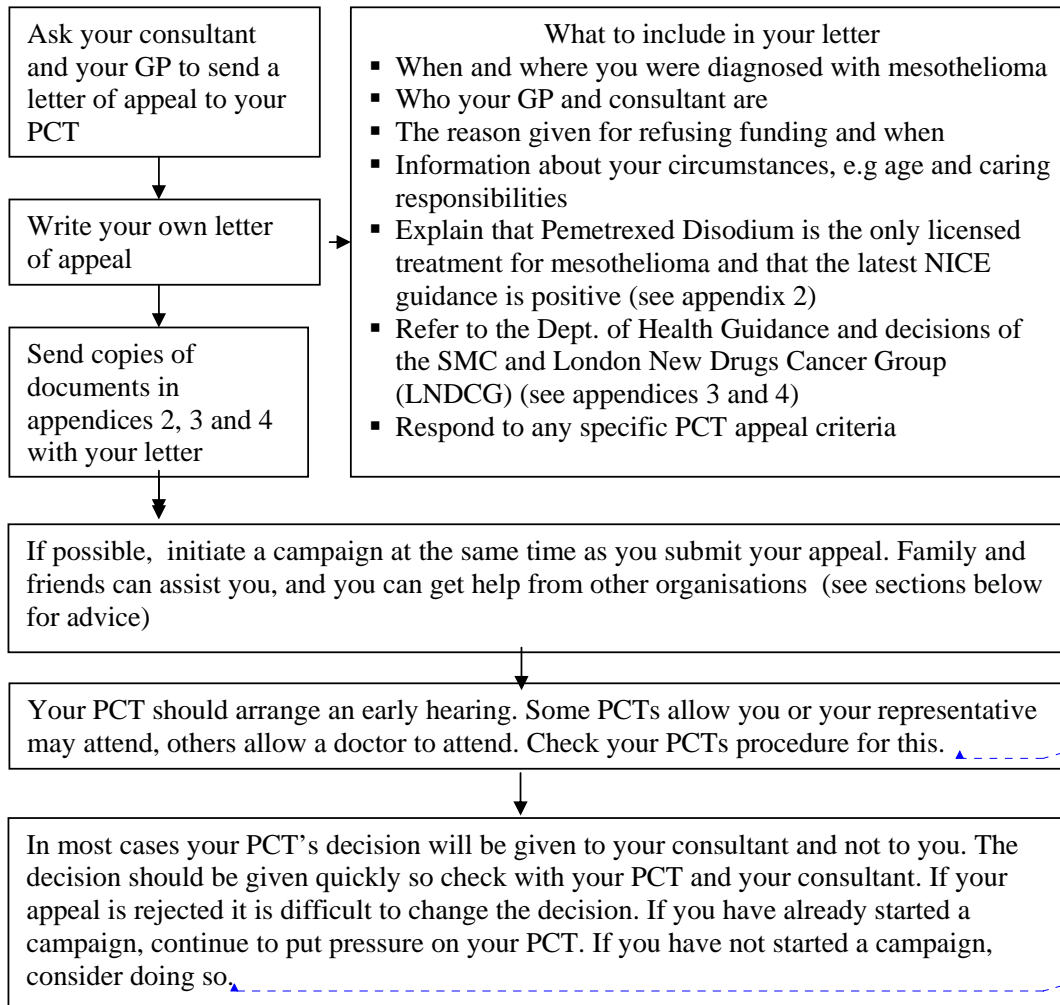 Ask your consultant
and your GP to send a
letter of appeal to your
PCT
Write your own letter
of appeal
Send copies of
documents in
appendices 2, 3 and 4
with your letter
What to include in your letter
▪ When and where you were diagnosed with mesothelioma
▪ Who your GP and consultant are
▪ The reason given for refusing funding and when
▪ Information about your circumstances, e.g age and caring
responsibilities
▪ Explain that Pemetrexed Disodium is the only licensed
treatment for mesothelioma and that the latest NICE
guidance is positive (see appendix 2)
▪ Refer to the Dept. of Health Guidance and decisions of
the SMC and London New Drugs Cancer Group
(LNDCG) (see appendices 3 and 4)
▪ Respond to any specific PCT appeal criteria
If possible, initiate a campaign at the same time as you submit your appeal. Family and
friends can assist you, and you can get help from other organisations (see sections below
for advice)
Your PCT should arrange an early hearing. Some PCTs allow you or your representative
may attend, others allow a doctor to attend. Check your PCTs procedure for this.
In most cases your PCT’s decision will be given to your consultant and not to you. The
decision should be given quickly so check with your PCT and your consultant. If your
appeal is rejected it is difficult to change the decision. If you have already started a
campaign, continue to put pressure on your PCT. If you have not started a campaign,
consider doing so.